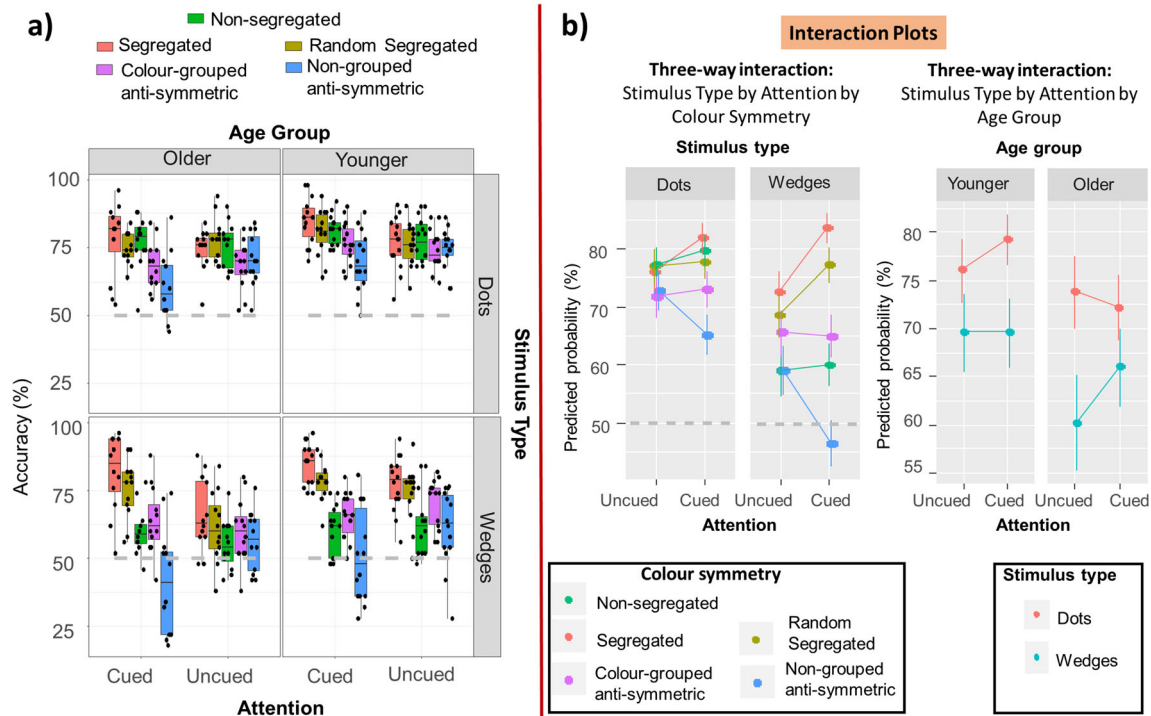 a)
Non-segregated
Segregated
Random Segregated
Colour-grouped
anti-symmetric
Non-grouped
anti-symmetric
Age Group
Older
Younger
100
75
50
25
Dots
100
75
50
25
Wedges
Accuracy (%)
Stimulus Type
Cued
Uncued
Cued
Uncued
Attention
b)
Interaction Plots
Three-way interaction:
Stimulus Type by Attention by
Colour Symmetry
Stimulus type
Dots
Wedges
80
70
60
50
Predicted probability (%)
Uncued
Cued
Uncued
Cued
Attention
Three-way interaction:
Stimulus Type by Attention by
Age Group
Age group
Younger
Older
80
75
70
65
60
55
Predicted probability (%)
Uncued
Cued
Uncued
Cued
Attention
Colour symmetry
Non-segregated
Segregated
Random
Segregated
Colour-grouped
anti-symmetric
Non-grouped
anti-symmetric
Stimulus type
Dots
Wedges